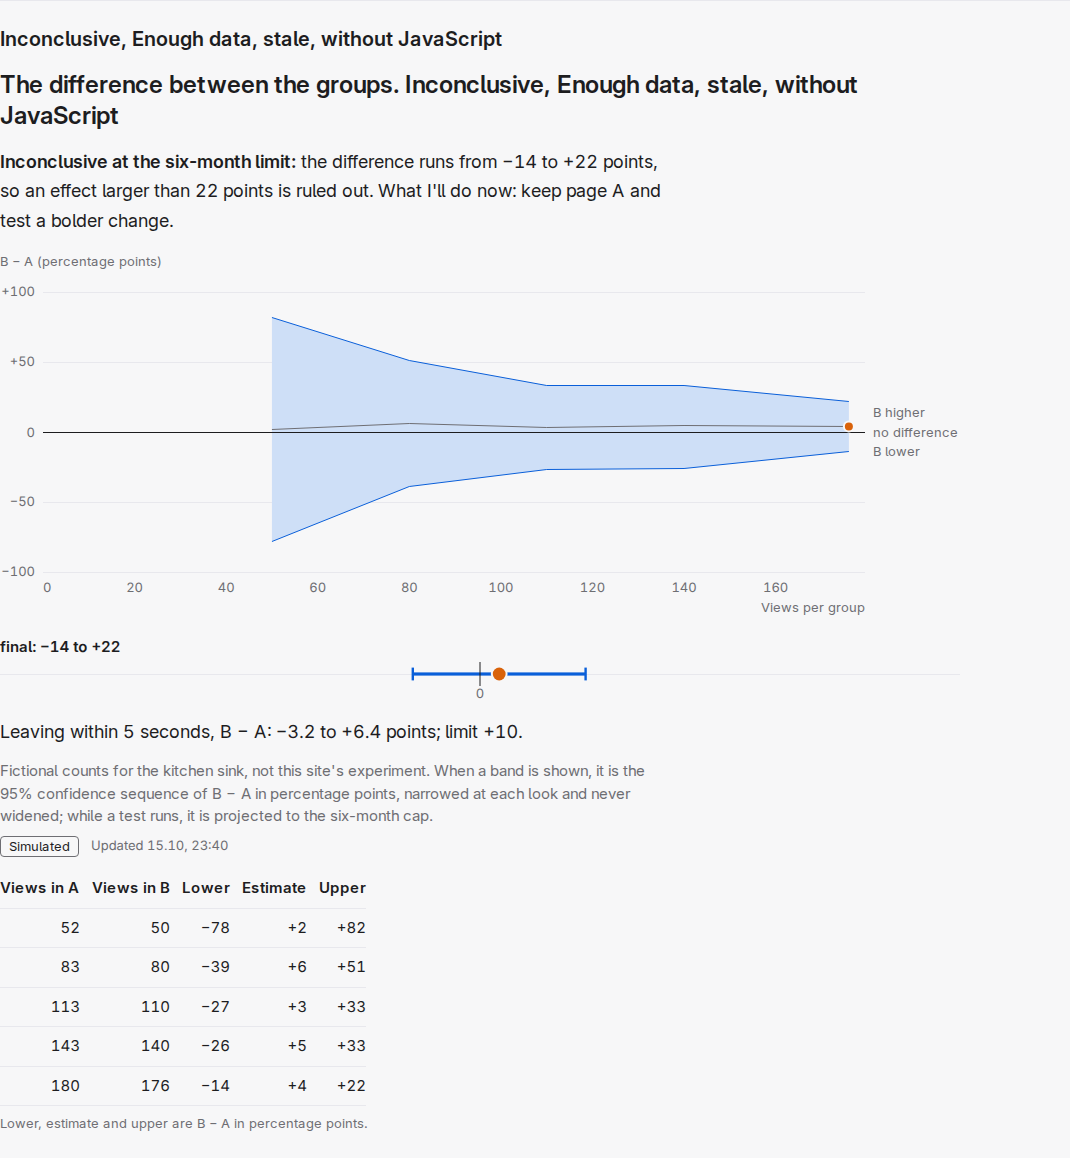 Inconclusive, Enough data, stale, without JavaScript
The difference between the groups. Inconclusive, Enough data, stale, without
JavaScript
Inconclusive at the six-month limit: the difference runs from −14 to +22 points,
so an effect larger than 22 points is ruled out. What I'll do now: keep page A and
test a bolder change.
B − A (percentage points)
+100
+50
0
−50
−100
B higher
no difference
B lower
0 20 40 60 80 100 120 140 160
Views per group
final: −14 to +22
0
Leaving within 5 seconds, B − A: −3.2 to +6.4 points; limit +10.
Fictional counts for the kitchen sink, not this site's experiment. When a band is shown, it is the
95% confidence sequence of B − A in percentage points, narrowed at each look and never
widened; while a test runs, it is projected to the six-month cap.
Simulated Updated 15.10, 23:40
Views in A Views in B Lower Estimate Upper
52 50 −78 +2 +82
83 80 −39 +6 +51
113 110 −27 +3 +33
143 140 −26 +5 +33
180 176 −14 +4 +22
Lower, estimate and upper are B − A in percentage points.